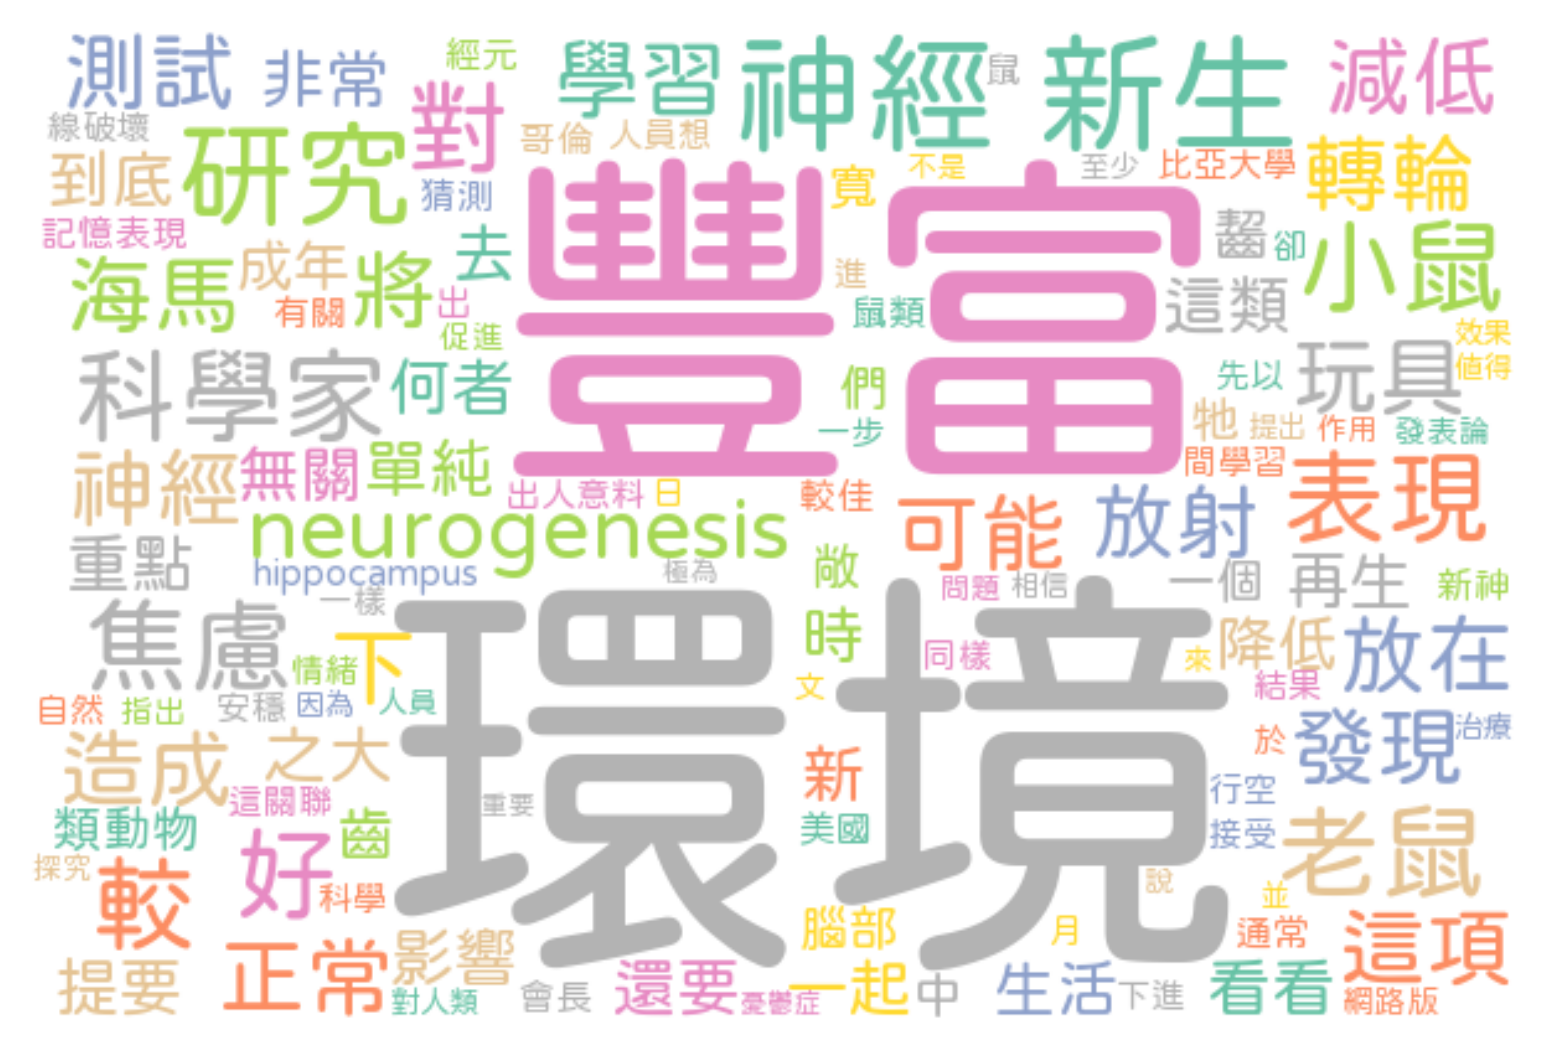 測試 非常 經元 對 學習 神經 鼠 新生 減低
線破壞 研究 哥倫 人員想 不是 至少 比亞大學 轉輪
到底 猜測 豐富 寬 齧 卻 小鼠
記憶表現 成年 去 進 這類
海馬 有關 將 出 鼠類 效果
促進 先以 玩具 值得
科學家 何者 們 牠 提出 作用 發表論
神經 無關 單純 一步 間學習 表現
出人意料 日 較佳 可能 放射
neurogenesis
重點 hippocampus 極為 敞 問題 相信 一個 再生 新神
一樣 環境 時 同樣 來 降低 放在
焦慮 情緒 下 文 結果
自然 指出 安穩 因為 人員 於 發現 治療
造成 之大 新 行空
這關聯 重要 美國 接受 老鼠
類動物 好 齒
探究 較 科學 說 並
正常 影響 腦部 月 通常 這項
提要 對人類 會長 還要 憂鬱症 一起 中 生活 下進 看看 網路版